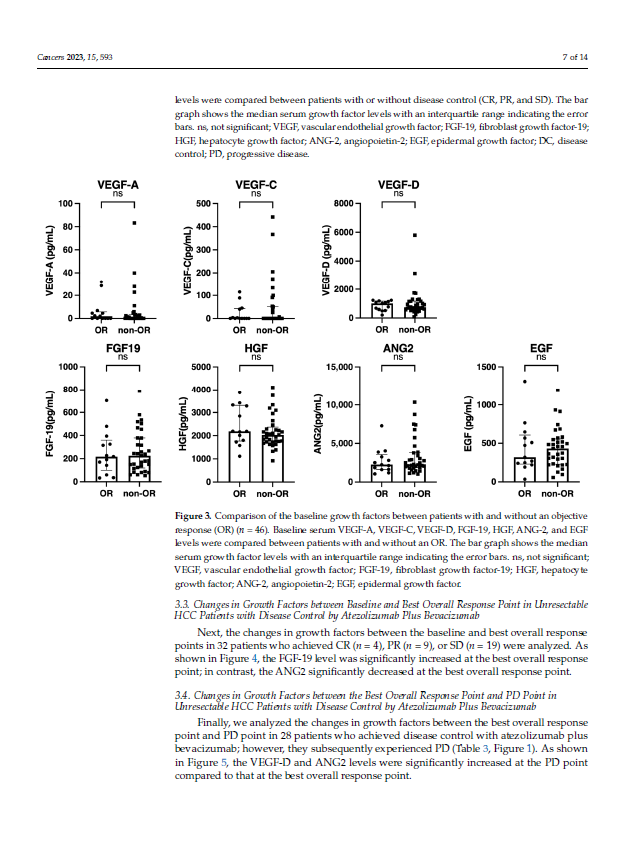 Cancers 2023, 15, 593
7 of 14
levels were compared between patients with or without disease control (CR, PR, and SD). The bar
graph shows the median serum growth factor levels with an interquartile range indicating the error
bars. ns, not significant; VEGF, vascular endothelial growth factor; FGF-19, fibroblast growth factor-19;
HGF, hepatocyte growth factor; ANG-2, angiopoietin-2; EGF, epidermal growth factor; DC, disease
control; PD, progressive disease.
VEGF-A
ns
VEGF-A (pg/mL)
100
80
60
40
20
0
OR non-OR
VEGF-C
ns
VEGF-C(pg/mL)
500
400
300
200
100
0
OR non-OR
VEGF-D
ns
VEGF-D (pg/mL)
8000
6000
4000
2000
0
OR non-OR
FGF19
ns
FGF-19(pg/mL)
1000
800
600
400
200
0
OR non-OR
HGF
ns
HGF(pg/mL)
5000
4000
3000
2000
1000
0
OR non-OR
ANG2
ns
ANG2(pg/mL)
15,000
10,000
5,000
0
OR non-OR
EGF
ns
EGF (pg/mL)
1500
1000
500
0
OR non-OR
Figure 3. Comparison of the baseline growth factors between patients with and without an objective
response (OR) (n = 46). Baseline serum VEGF-A, VEGF-C, VEGF-D, FGF-19, HGF, ANG-2, and EGF
levels were compared between patients with and without an OR. The bar graph shows the median
serum growth factor levels with an interquartile range indicating the error bars. ns, not significant;
VEGF, vascular endothelial growth factor; FGF-19, fibroblast growth factor-19; HGF, hepatocyte
growth factor; ANG-2, angiopoietin-2; EGF, epidermal growth factor.
3.3. Changes in Growth Factors between Baseline and Best Overall Response Point in Unresectable
HCC Patients with Disease Control by Atezolizumab Plus Bevacizumab
Next, the changes in growth factors between the baseline and best overall response
points in 32 patients who achieved CR (n = 4), PR (n = 9), or SD (n = 19) were analyzed. As
shown in Figure 4, the FGF-19 level was significantly increased at the best overall response
point; in contrast, the ANG2 significantly decreased at the best overall response point.
3.4. Changes in Growth Factors between the Best Overall Response Point and PD Point in
Unresectable HCC Patients with Disease Control by Atezolizumab Plus Bevacizumab
Finally, we analyzed the changes in growth factors between the best overall response
point and PD point in 28 patients who achieved disease control with atezolizumab plus
bevacizumab; however, they subsequently experienced PD (Table 3, Figure 1). As shown
in Figure 5, the VEGF-D and ANG2 levels were significantly increased at the PD point
compared to that at the best overall response point.